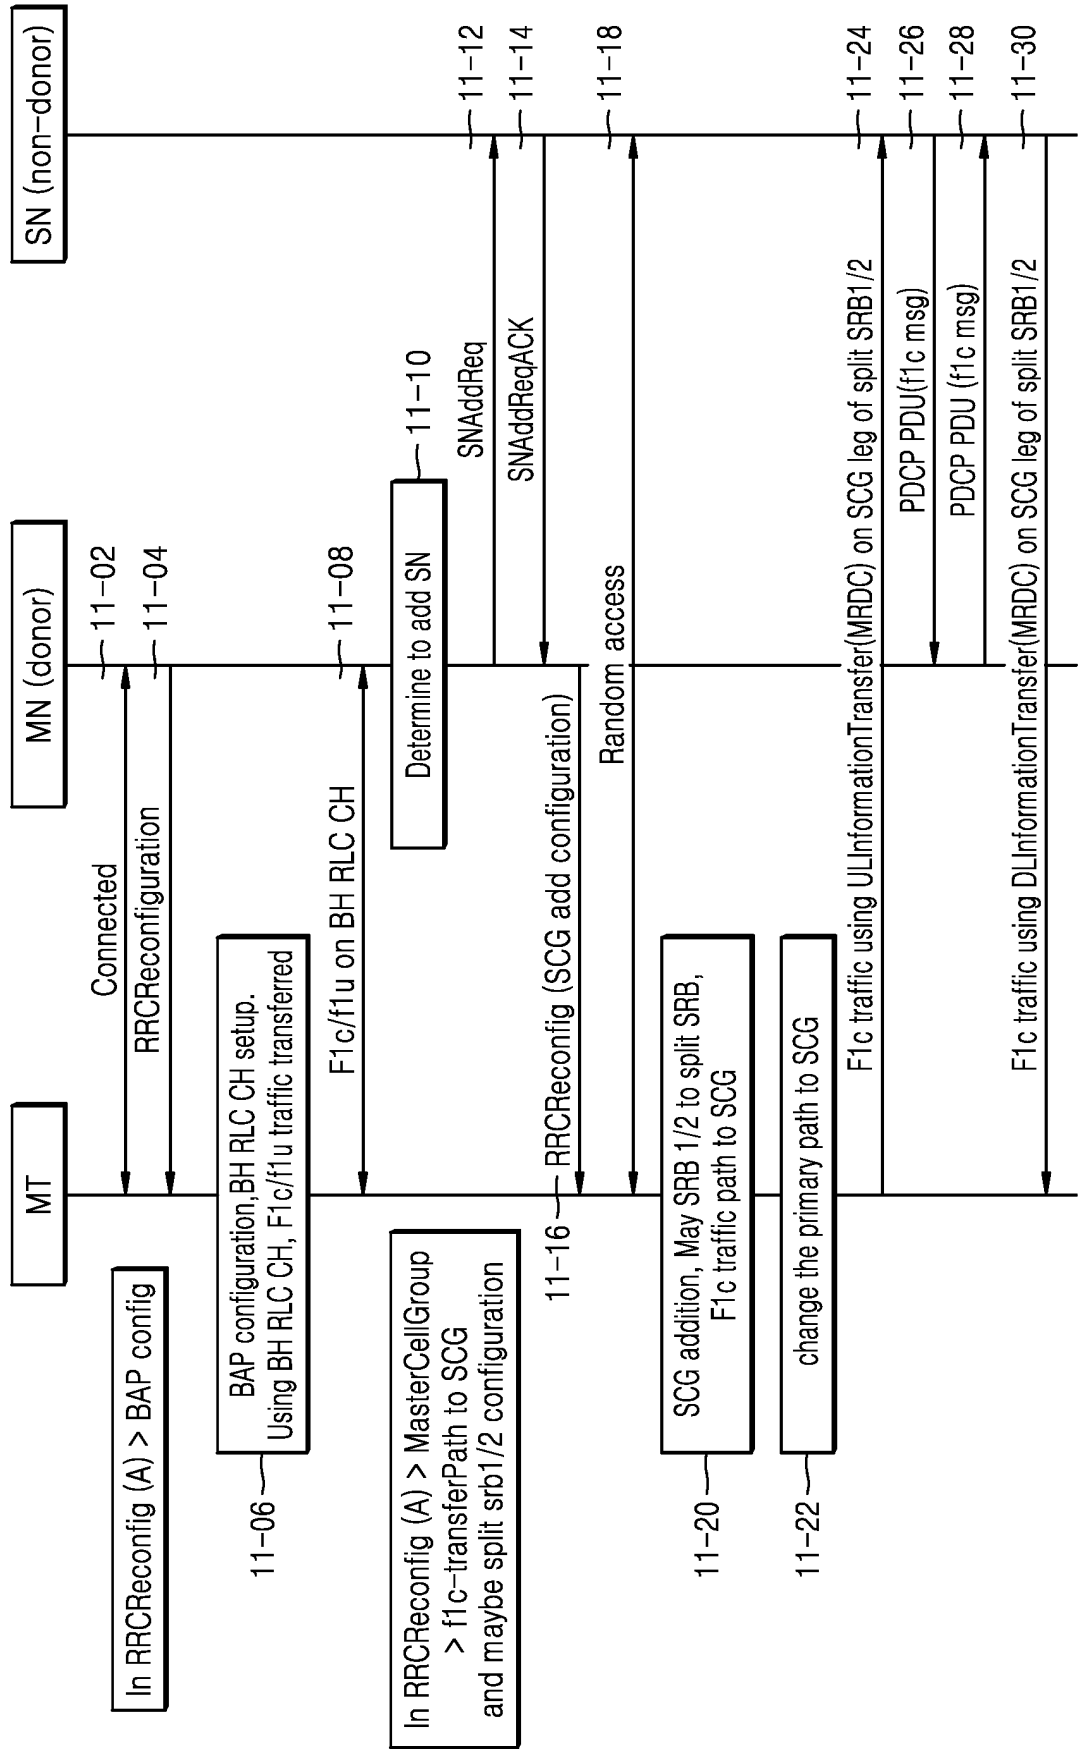 MT
MN (donor)
SN (non-donor)
In RRCReconfig (A) > BAP config
Connected
11-02
RRCReconfiguration
11-04
BAP configuration,BH RLC CH setup.
Using BH RLC CH, F1c/f1u traffic transferred
11-06
F1c/f1u on BH RLC CH
11-08
Determine to add SN
11-10
In RRCReconfig (A) > MasterCellGroup
> f1c-transferPath to SCG
and maybe split srb1/2 configuration
SNAddReq
11-12
SNAddReqACK
11-14
11-16
RRCReconfig (SCG add configuration)
Random access
11-18
SCG addition, May SRB 1/2 to split SRB,
F1c traffic path to SCG
11-20
change the primary path to SCG
11-22
F1c traffic using ULInformationTransfer(MRDC) on SCG leg of split SRB1/2
11-24
PDCP PDU(f1c msg)
11-26
PDCP PDU (f1c msg)
11-28
F1c traffic using DLInformationTransfer(MRDC) on SCG leg of split SRB1/2
11-30